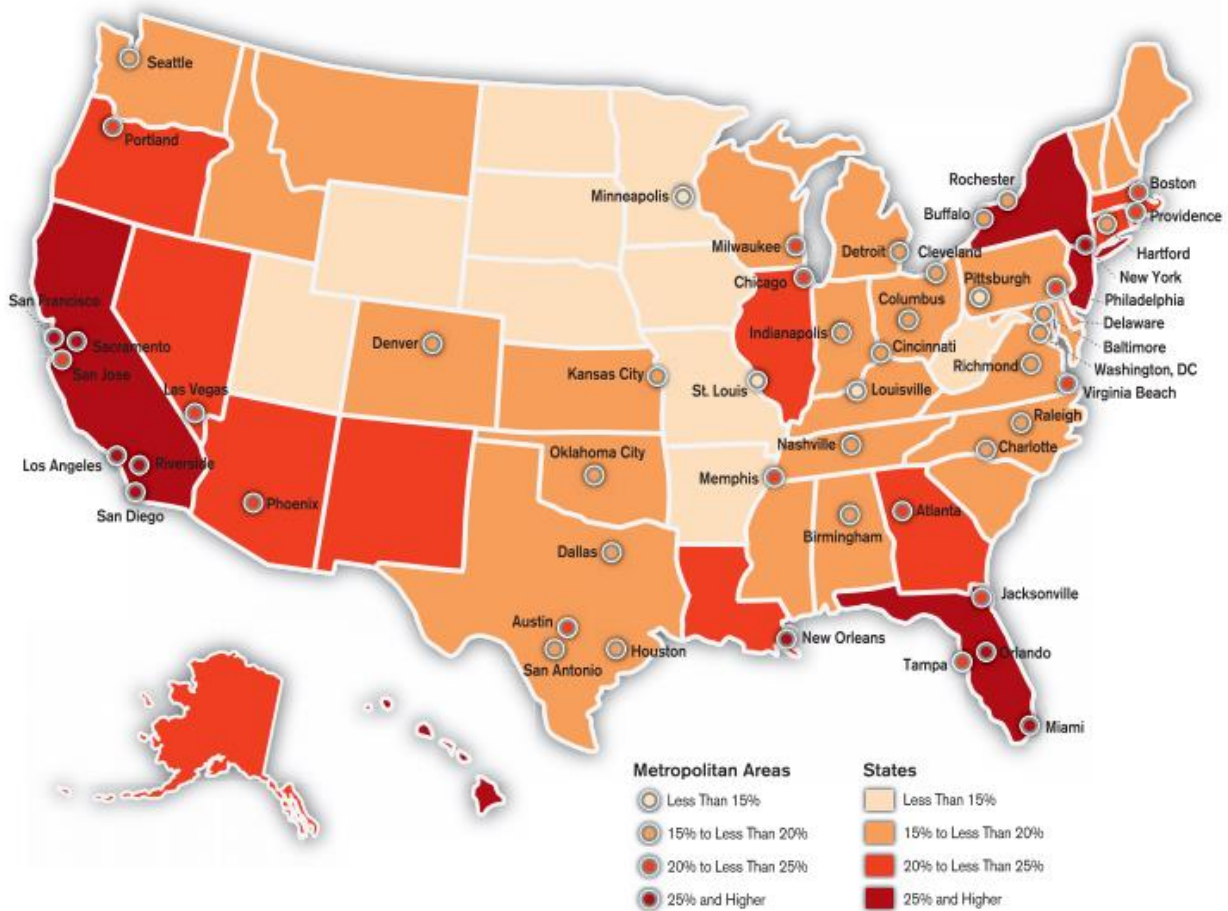 Seattle
Portland
Minneapolis
Rochester
Boston
Buffalo
Providence
Milwaukee
Detroit
Cleveland
Hartford
Chicago
Pittsburgh
New York
San Francisco
Columbus
Philadelphia
Denver
Indianapolis
Delaware
Sacramento
Cincinnati
Baltimore
San Jose
Kansas City
Richmond
Washington, DC
Las Vegas
St. Louis
Louisville
Virginia Beach
Raleigh
Nashville
Charlotte
Los Angeles
Riverside
Oklahoma City
Memphis
San Diego
Phoenix
Atlanta
Birmingham
Dallas
Jacksonville
Austin
New Orleans
San Antonio
Houston
Orlando
Tampa
Miami
Metropolitan Areas
Less Than 15%
15% to Less Than 20%
20% to Less Than 25%
25% and Higher
States
Less Than 15%
15% to Less Than 20%
20% to Less Than 25%
25% and Higher